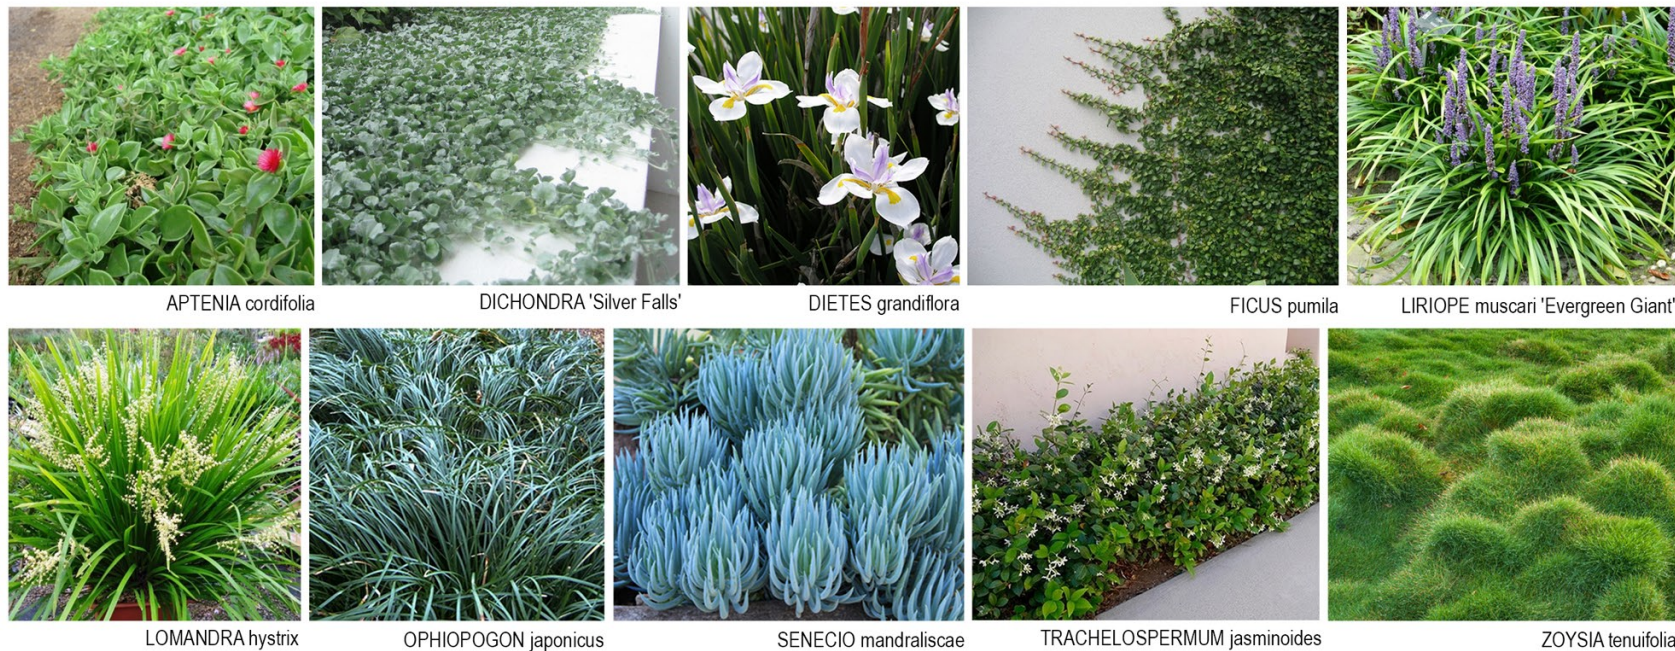 APTENIA cordifolia
DICHONDRA 'Silver Falls'
DIETES grandiflora
FICUS pumila
LIRIOPE muscari 'Evergreen Giant'
LOMANDRA hystrix
OPHIOPOGON japonicus
SENECIO mandraliscae
TRACHELOSPERMUM jasminoides
ZOYSIA tenuifolia